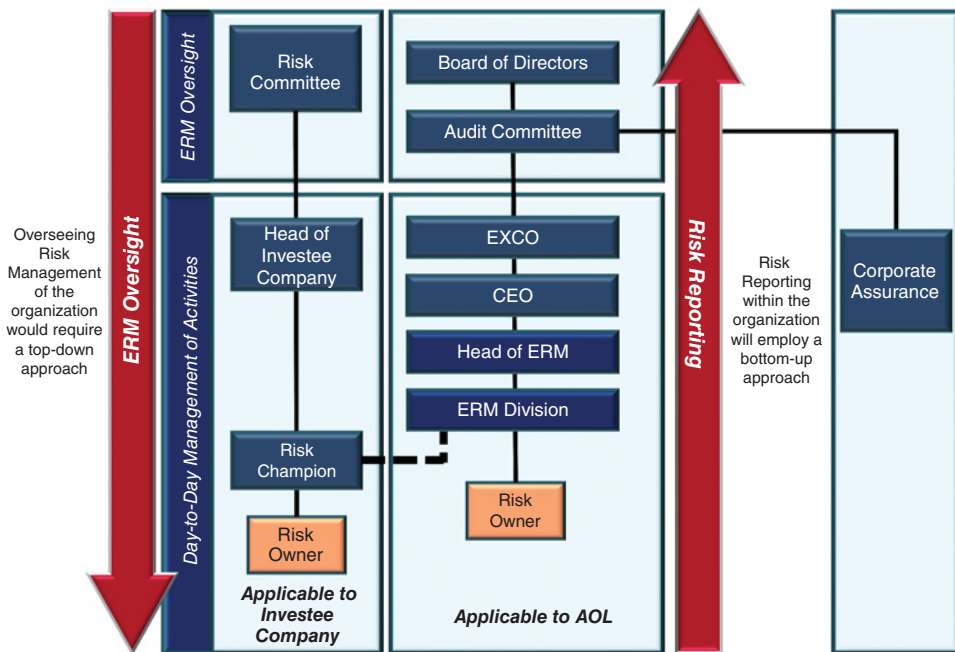 Overseeing
Risk
Management
of the
organization
would require
a top-down
approach
ERM Oversight
ERM Oversight
Day-to-Day Management of Activities
Risk
Committee
Head of
Investee
Company
Risk
Champion
Risk
Owner
Applicable to
Investee
Company
Board of Directors
Audit Committee
EXCO
CEO
Head of ERM
ERM Division
Risk
Owner
Applicable to AOL
Risk Reporting
Risk
Reporting
within the
organization
will employ a
bottom-up
approach
Corporate
Assurance